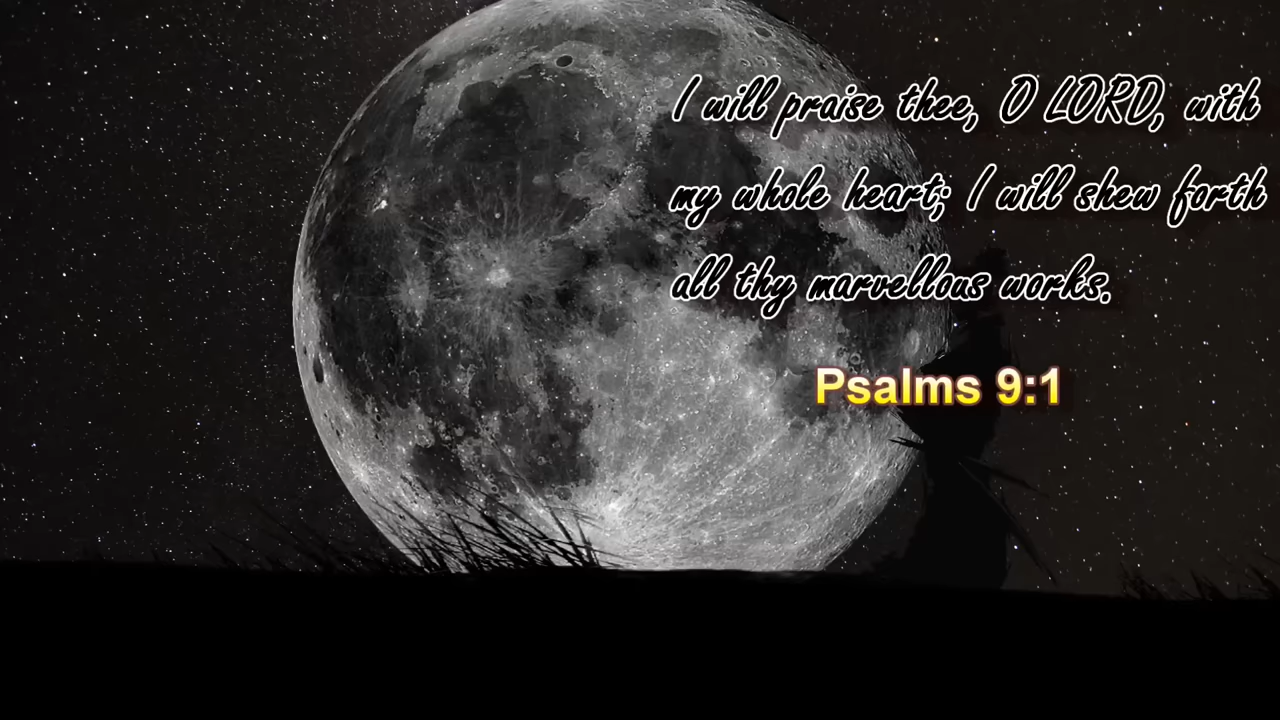 I will praise thee, O LORD, with
my whole heart; I will shew forth
all thy marvellous works.
Psalms 9:1